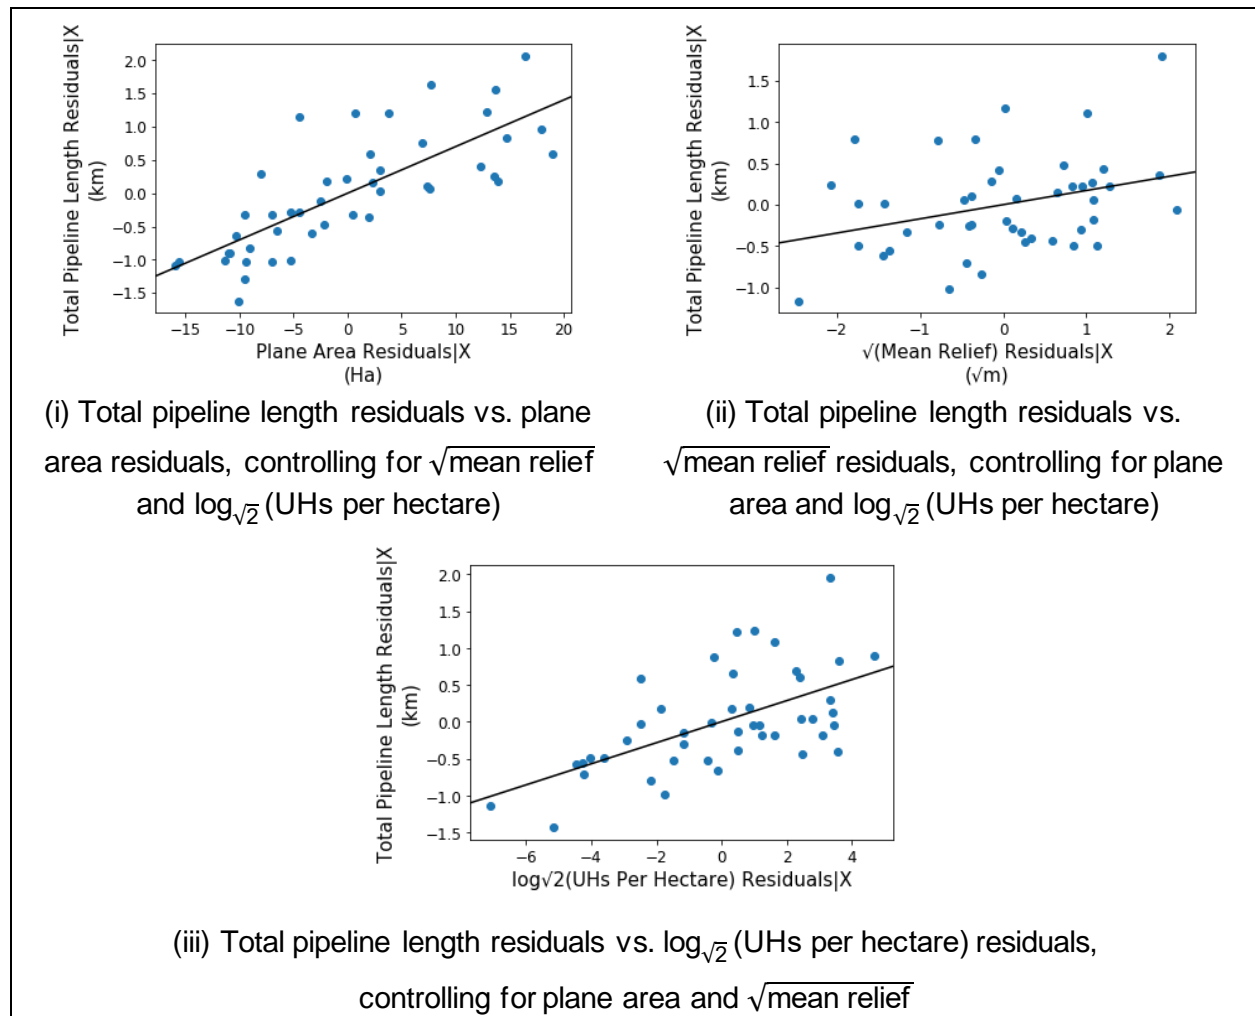 Total Pipeline Length Residuals|X
(km)
2.0
1.5
1.0
0.5
0.0
−0.5
−1.0
−1.5
−15 −10 −5 0 5 10 15 20
Plane Area Residuals|X
(Ha)
(i) Total pipeline length residuals vs. plane
area residuals, controlling for √mean relief
and log√2 (UHs per hectare)
Total Pipeline Length Residuals|X
(km)
1.5
1.0
0.5
0.0
−0.5
−1.0
−2 −1 0 1 2
√(Mean Relief) Residuals|X
(√m)
(ii) Total pipeline length residuals vs.
√mean relief residuals, controlling for plane
area and log√2 (UHs per hectare)
Total Pipeline Length Residuals|X
(km)
2.0
1.5
1.0
0.5
0.0
−0.5
−1.0
−1.5
−6 −4 −2 0 2 4
log√2(UHs Per Hectare) Residuals|X
(iii) Total pipeline length residuals vs. log√2 (UHs per hectare) residuals,
controlling for plane area and √mean relief